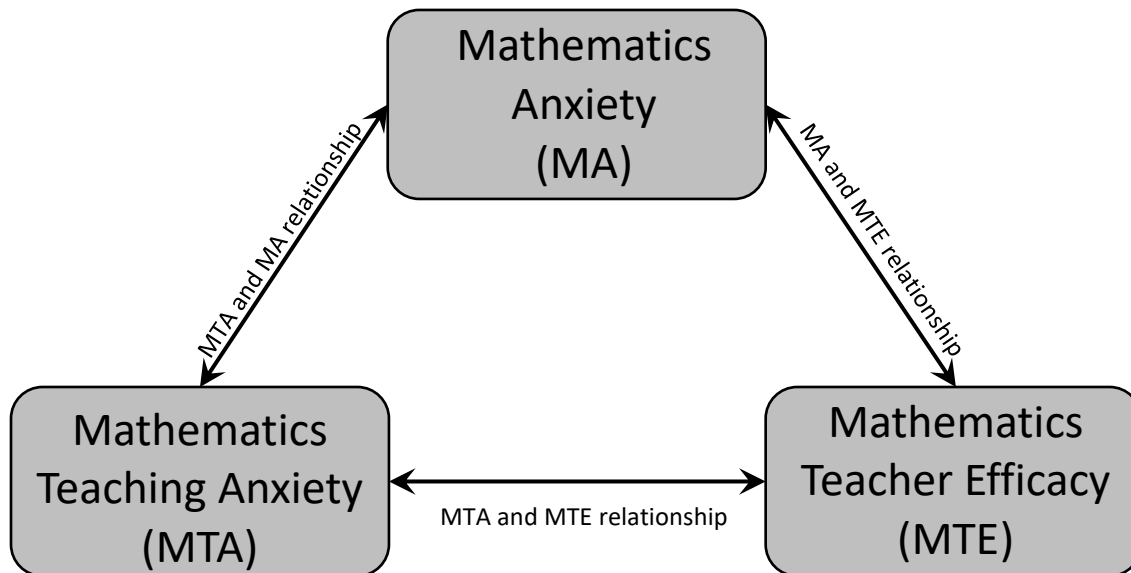 Mathematics
Anxiety
(MA)
MTA and MA relationship
MA and MTE relationship
Mathematics
Teaching Anxiety
(MTA)
MTA and MTE relationship
Mathematics
Teacher Efficacy
(MTE)